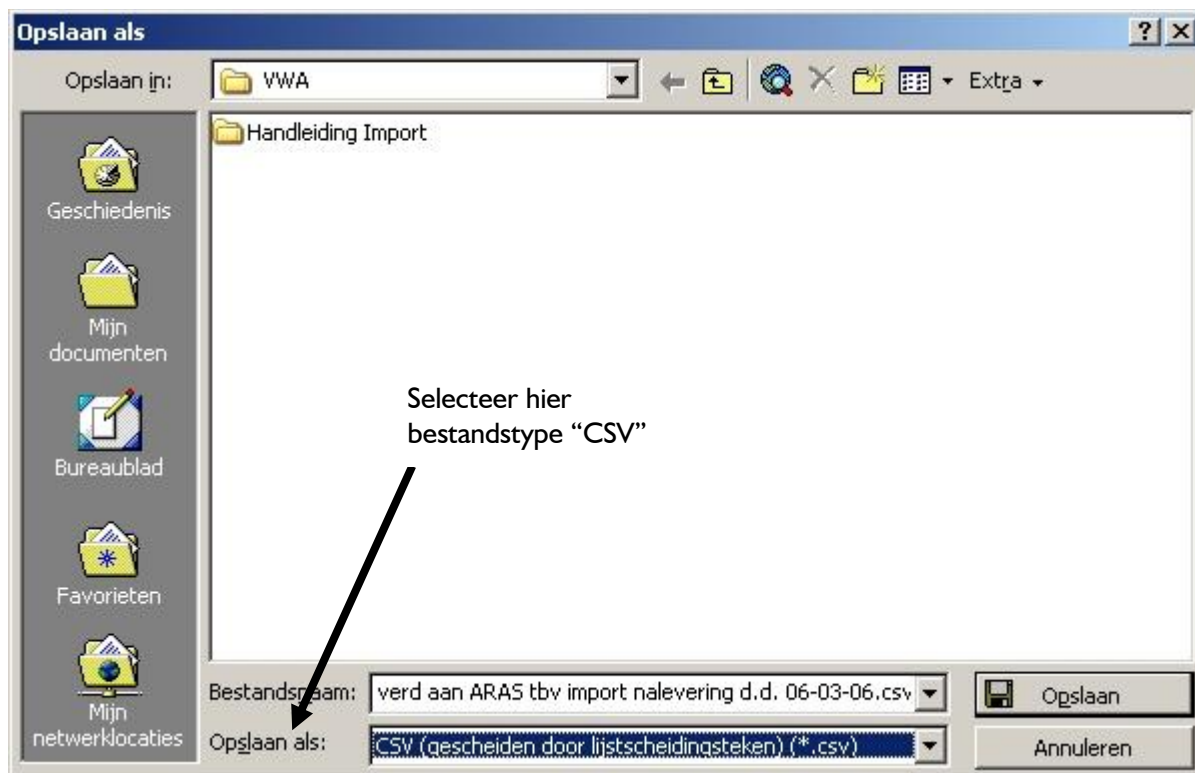 Opslaan als
Opslaan in:
VWA
Extra
Handleiding Import
Geschiedenis
Mijn
documenten
Bureaublad
Favorieten
Mijn
netwerklocaties
Selecteer hier
bestandstype “CSV”
Bestandsnaam:
verd aan ARAS tbv import nalevering d.d. 06-03-06.csv
Opslaan
Opslaan als:
CSV (gescheiden door lijstscheidingsteken) (*.csv)
Annuleren